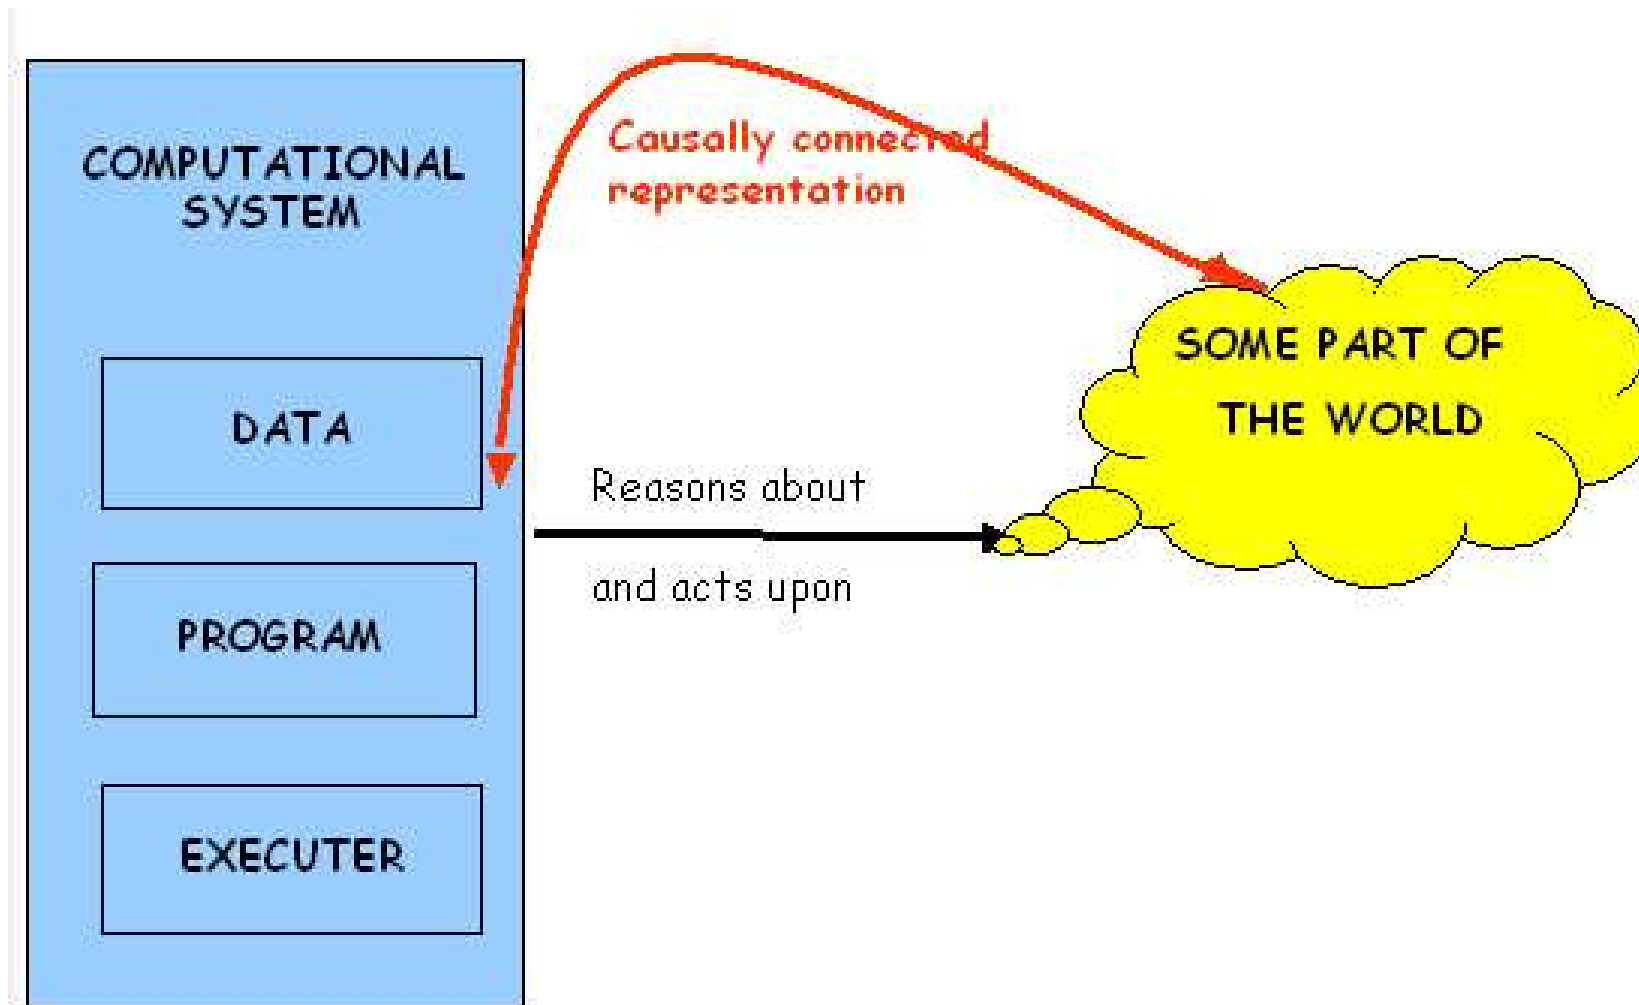 COMPUTATIONAL
SYSTEM
DATA
PROGRAM
EXECUTER
Causally connected
representation
Reasons about
and acts upon
SOME PART OF
THE WORLD